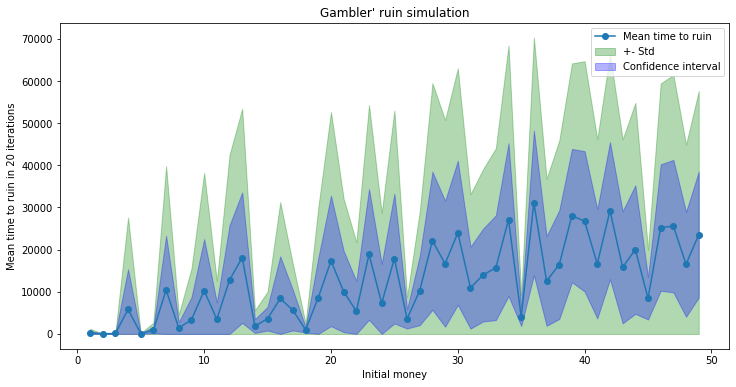 Gambler' ruin simulation
Mean time to ruin
+- Std
Confidence interval
70000
60000
50000
40000
30000
20000
10000
0
Mean time to ruin in 20 iterations
0 10 20 30 40 50
Initial money